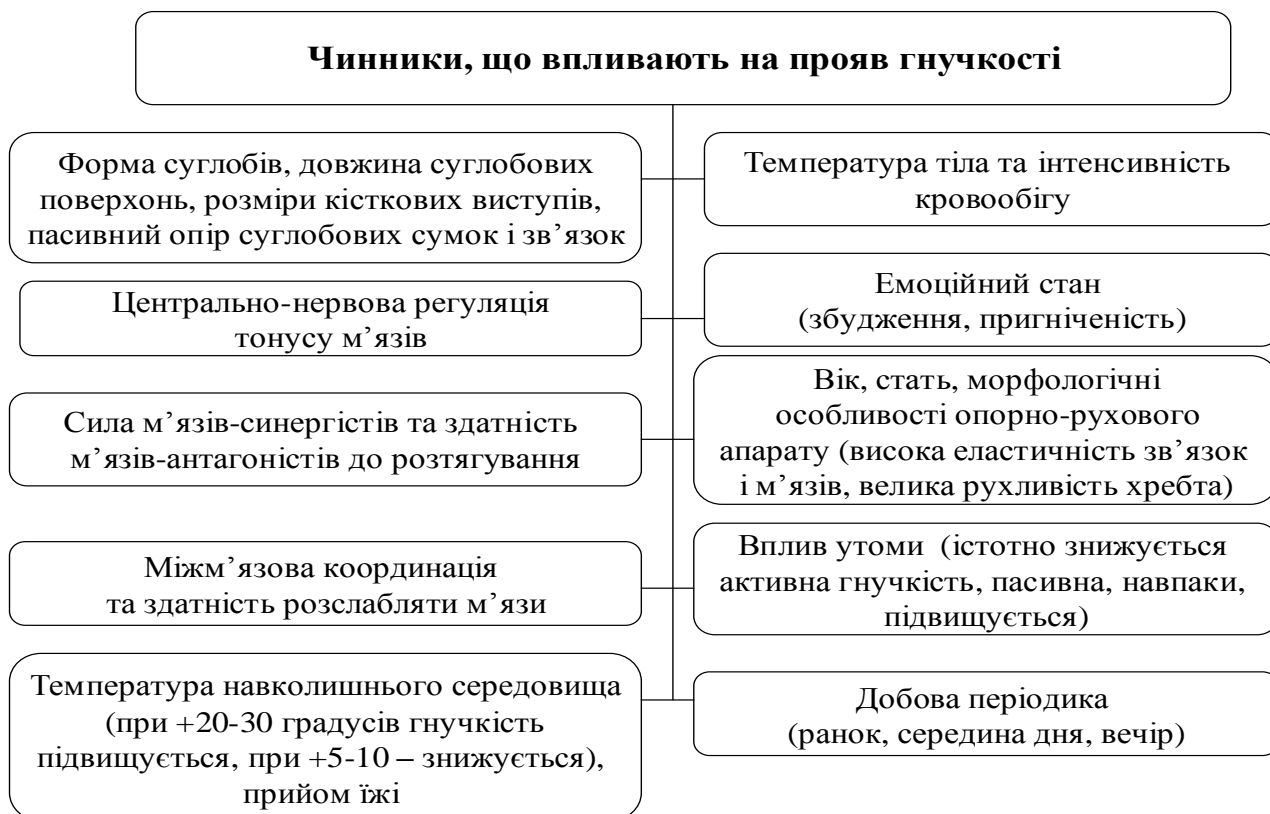 Чинники, що впливають на прояв гнучкості
Форма суглобів, довжина суглобових
поверхонь, розміри кісткових виступів,
пасивний опір суглобових сумок і зв’язок
Температура тіла та інтенсивність
кровообігу
Центрально-нервова регуляція
тонусу м’язів
Емоційний стан
(збудження, пригніченість)
Сила м’язів-синергістів та здатність
м’язів-антагоністів до розтягування
Вік, стать, морфологічні
особливості опорно-рухового
апарату (висока еластичність зв’язок
і м’язів, велика рухливість хребта)
Міжм’язова координація
та здатність розслабляти м’язи
Вплив утоми (істотно знижується
активна гнучкість, пасивна, навпаки,
підвищується)
Температура навколишнього середовища
(при +20-30 градусів гнучкість
підвищується, при +5-10 – знижується),
прийом їжі
Добова періодика
(ранок, середина дня, вечір)